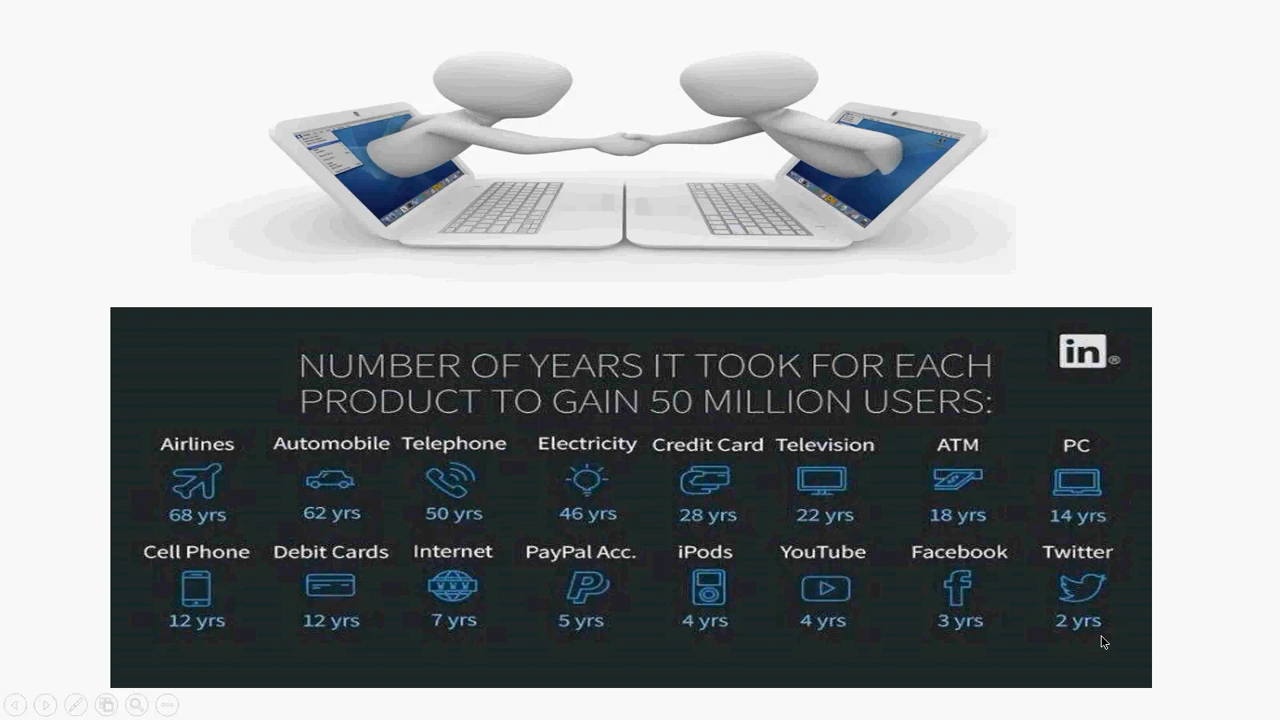 in®
NUMBER OF YEARS IT TOOK FOR EACH
PRODUCT TO GAIN 50 MILLION USERS:
Airlines Automobile Telephone Electricity Credit Card Television ATM PC
68 yrs 62 yrs 50 yrs 46 yrs 28 yrs 22 yrs 18 yrs 14 yrs
Cell Phone Debit Cards Internet PayPal Acc. iPods YouTube Facebook Twitter
12 yrs 12 yrs 7 yrs 5 yrs 4 yrs 4 yrs 3 yrs 2 yrs